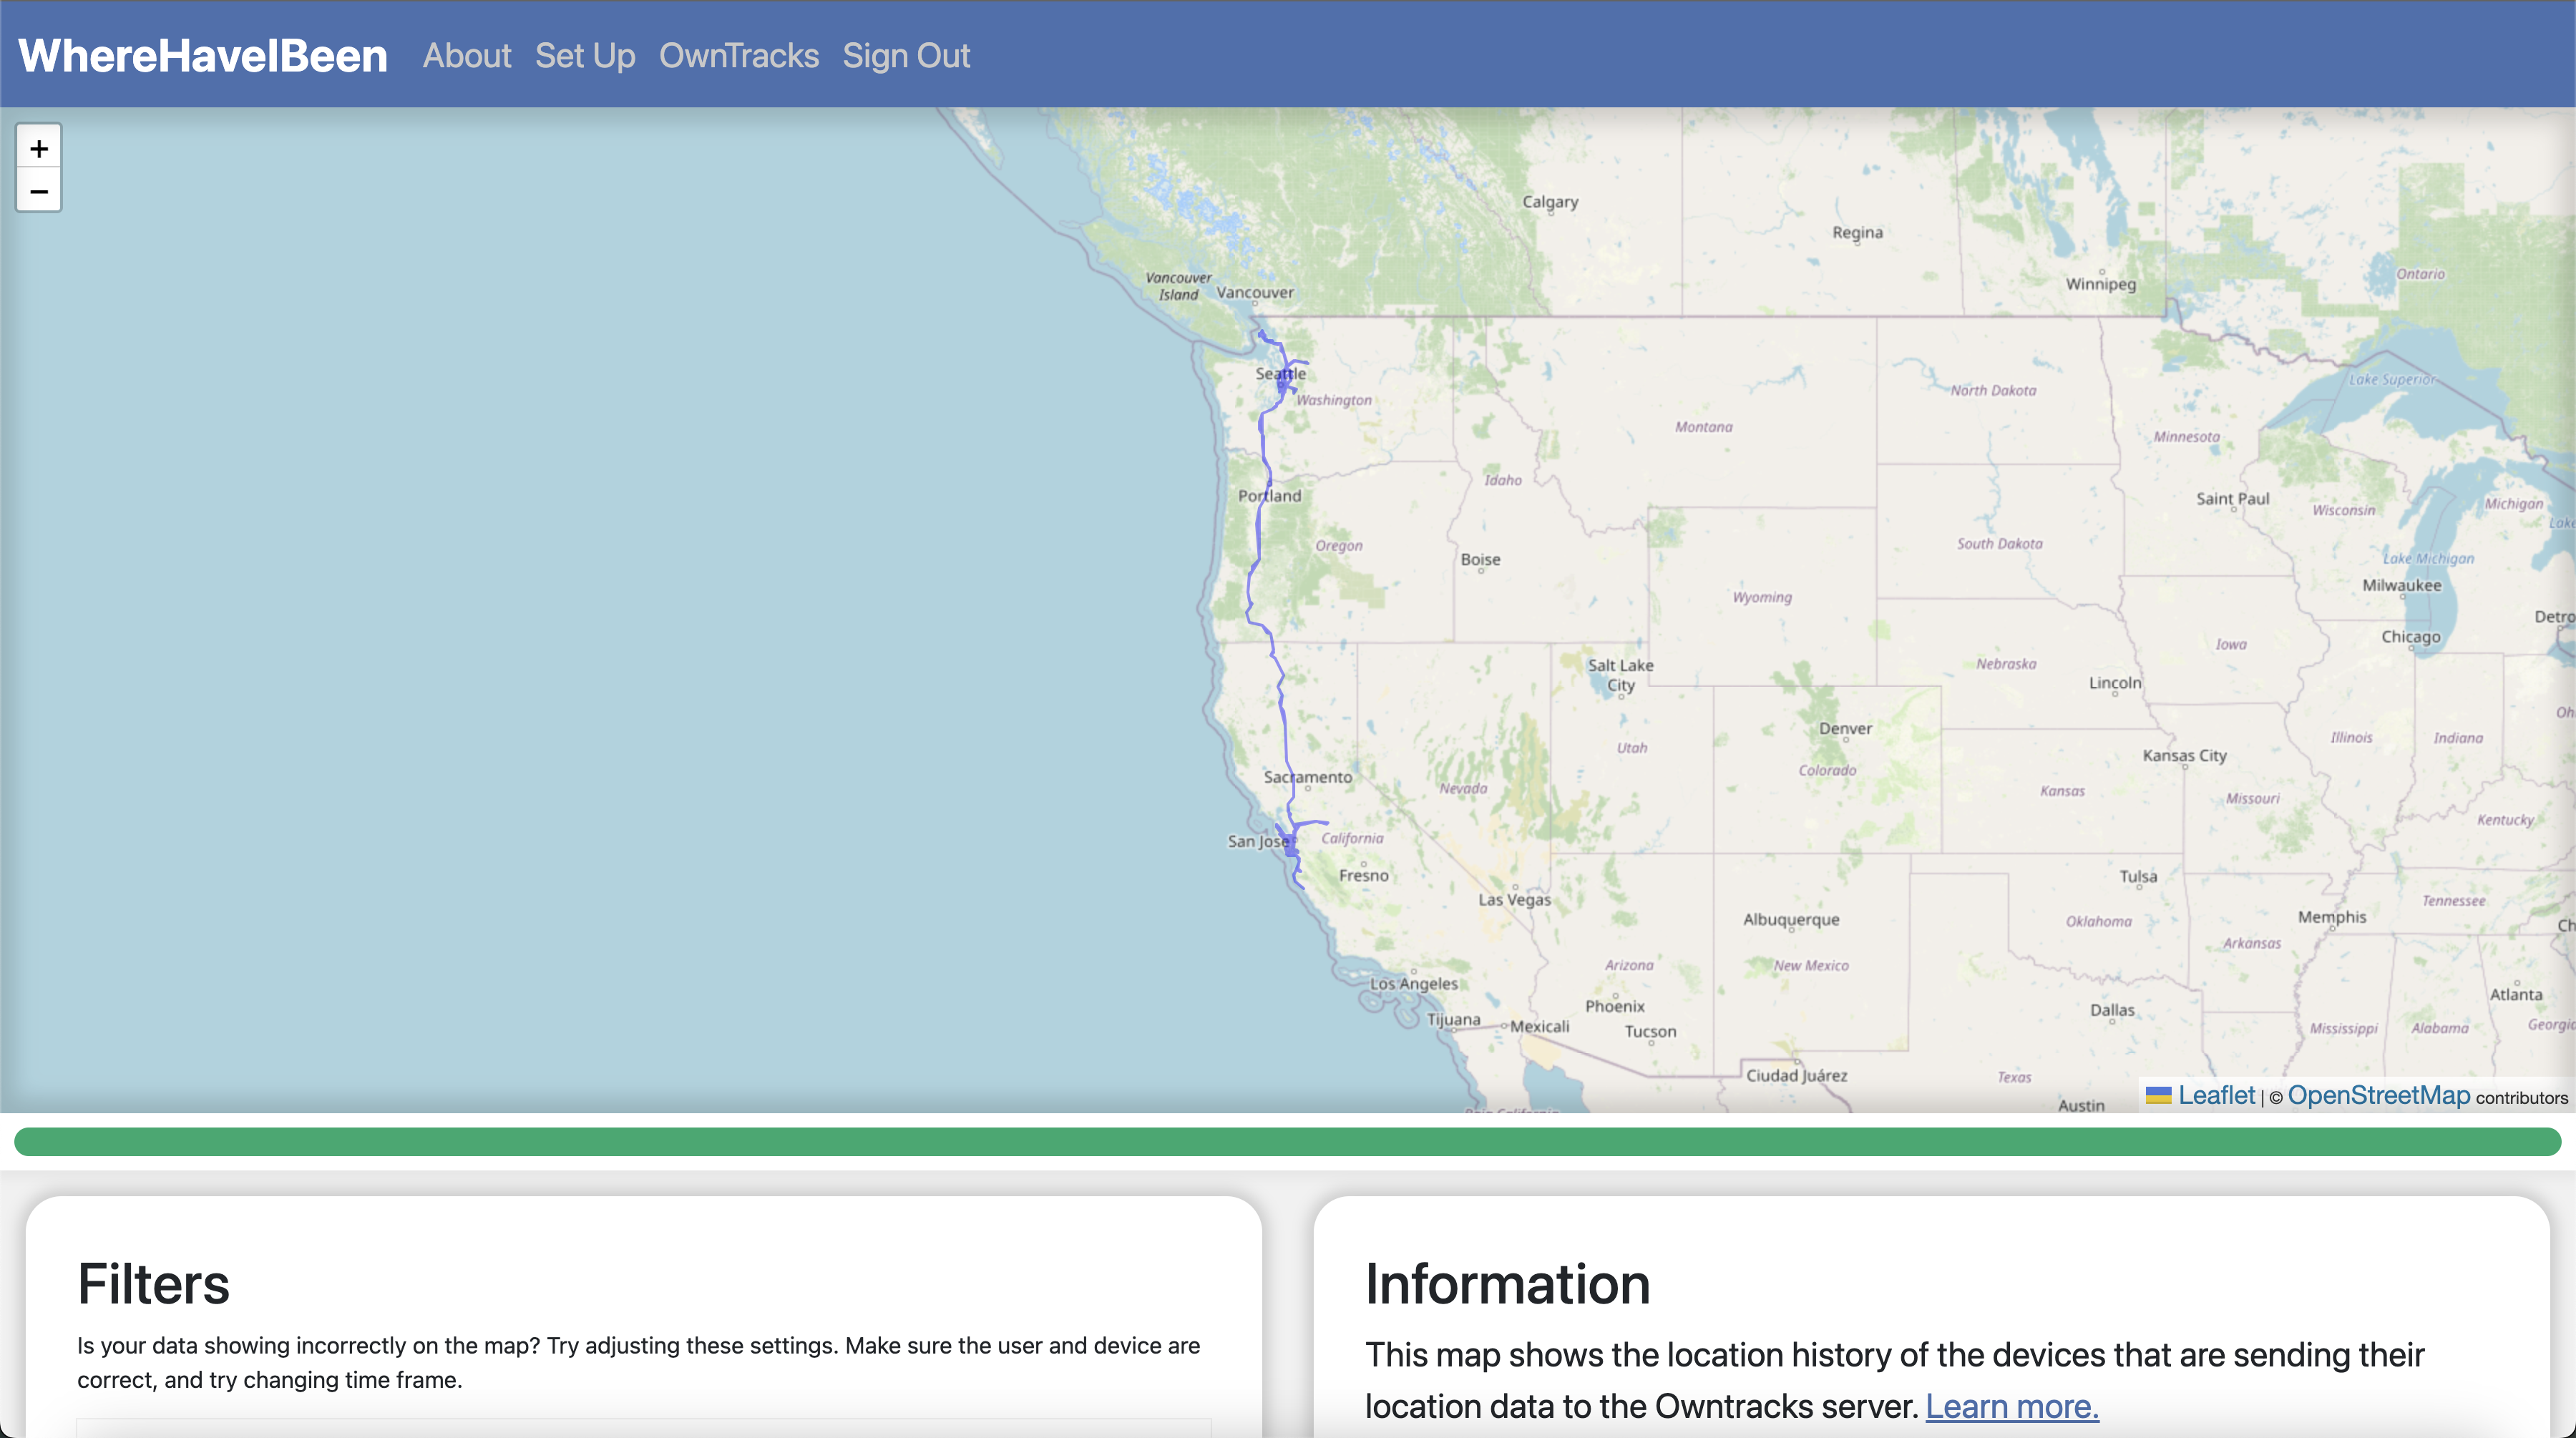 WhereHaveIBeen
About Set Up OwnTracks Sign Out
+
−
Calgary
Regina
Winnipeg
Ontario
Vancouver
Island
Vancouver
Seattle
Washington
Montana
North Dakota
Lake Superior
Minnesota
Portland
Idaho
Saint Paul
Wisconsin
Michigan
Oregon
Boise
South Dakota
Lake Michigan
Milwaukee
Wyoming
Chicago
Iowa
Salt Lake
City
Nebraska
Lincoln
Denver
Utah
Colorado
Kansas City
Illinois
Indiana
Sacramento
Nevada
Kansas
Missouri
Kentucky
San Jose
California
Fresno
Las Vegas
Tulsa
Albuquerque
Oklahoma
Memphis
Tennessee
Arkansas
Arizona
New Mexico
Los Angeles
Phoenix
Tijuana
Mexicali
Tucson
Dallas
Atlanta
Mississippi
Alabama
Ciudad Juárez
Texas
Austin
Leaflet | © OpenStreetMap contributors
Filters
Is your data showing incorrectly on the map? Try adjusting these settings. Make sure the user and device are
correct, and try changing time frame.
Information
This map shows the location history of the devices that are sending their
location data to the Owntracks server. Learn more.